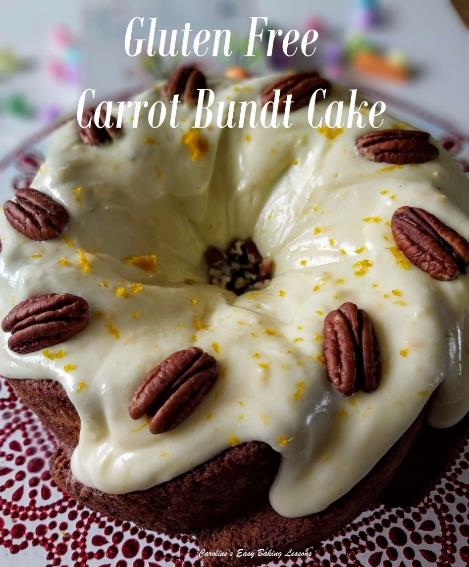 Gluten Free
Carrot Bundt Cake
Caroline's Easy Baking Lessons